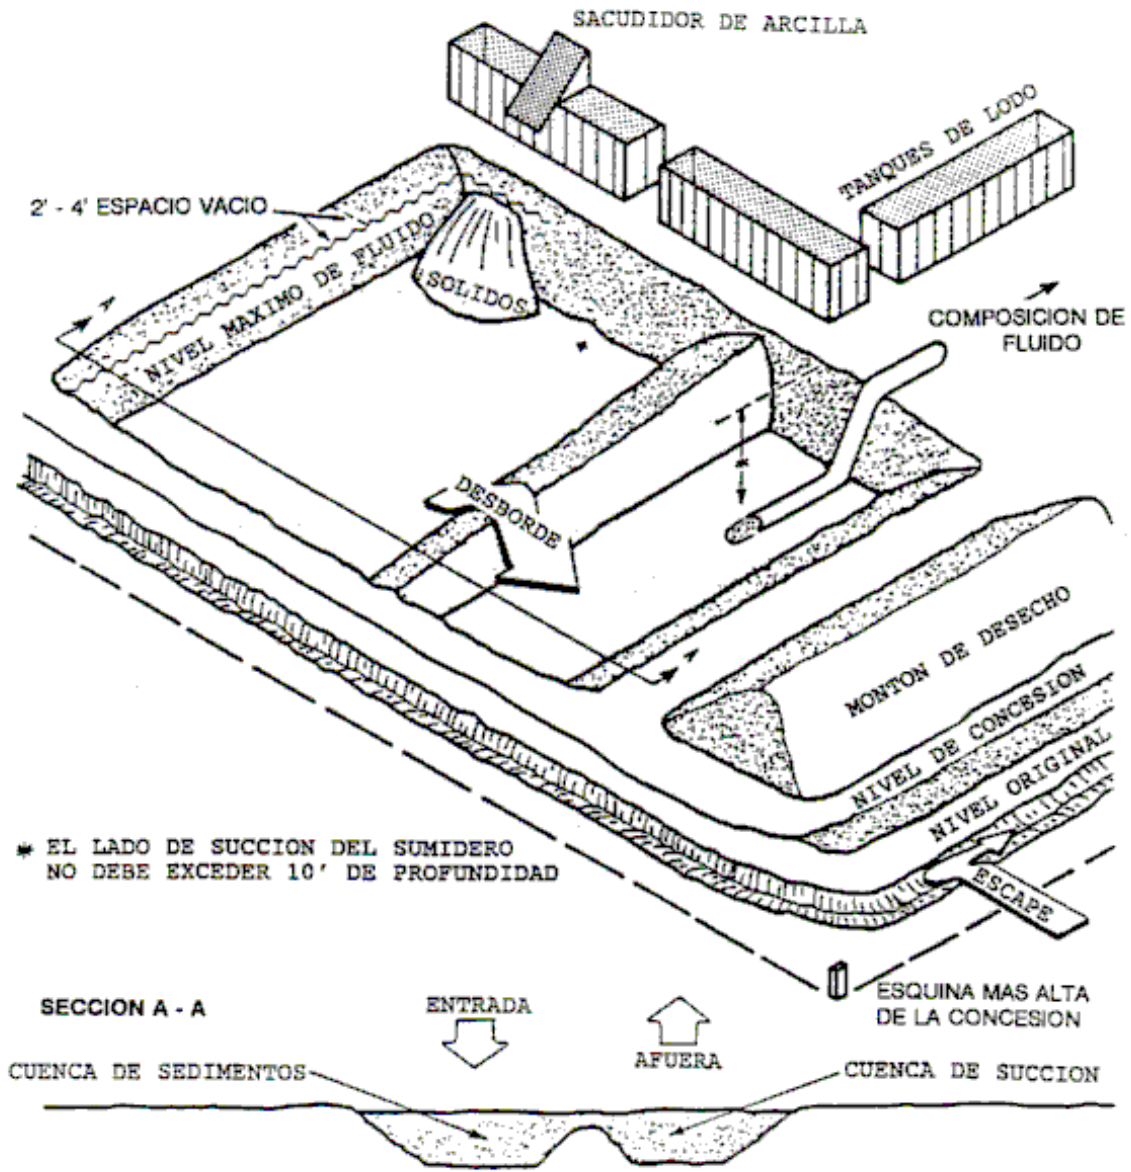 SACUDIDOR DE ARCILLA
TANQUES DE LODO
2' - 4' ESPACIO VACIO
NIVEL MAXIMO DE FLUIDO
SOLIDOS
A
COMPOSICION DE
FLUIDO
*
DESBORDE
*
A
MONTON DE DESECHO
NIVEL DE CONCESION
NIVEL ORIGINAL
ESCAPE
* EL LADO DE SUCCION DEL SUMIDERO
NO DEBE EXCEDER 10' DE PROFUNDIDAD
ESQUINA MAS ALTA
DE LA CONCESION
SECCION A - A
ENTRADA
AFUERA
CUENCA DE SEDIMENTOS
CUENCA DE SUCCION